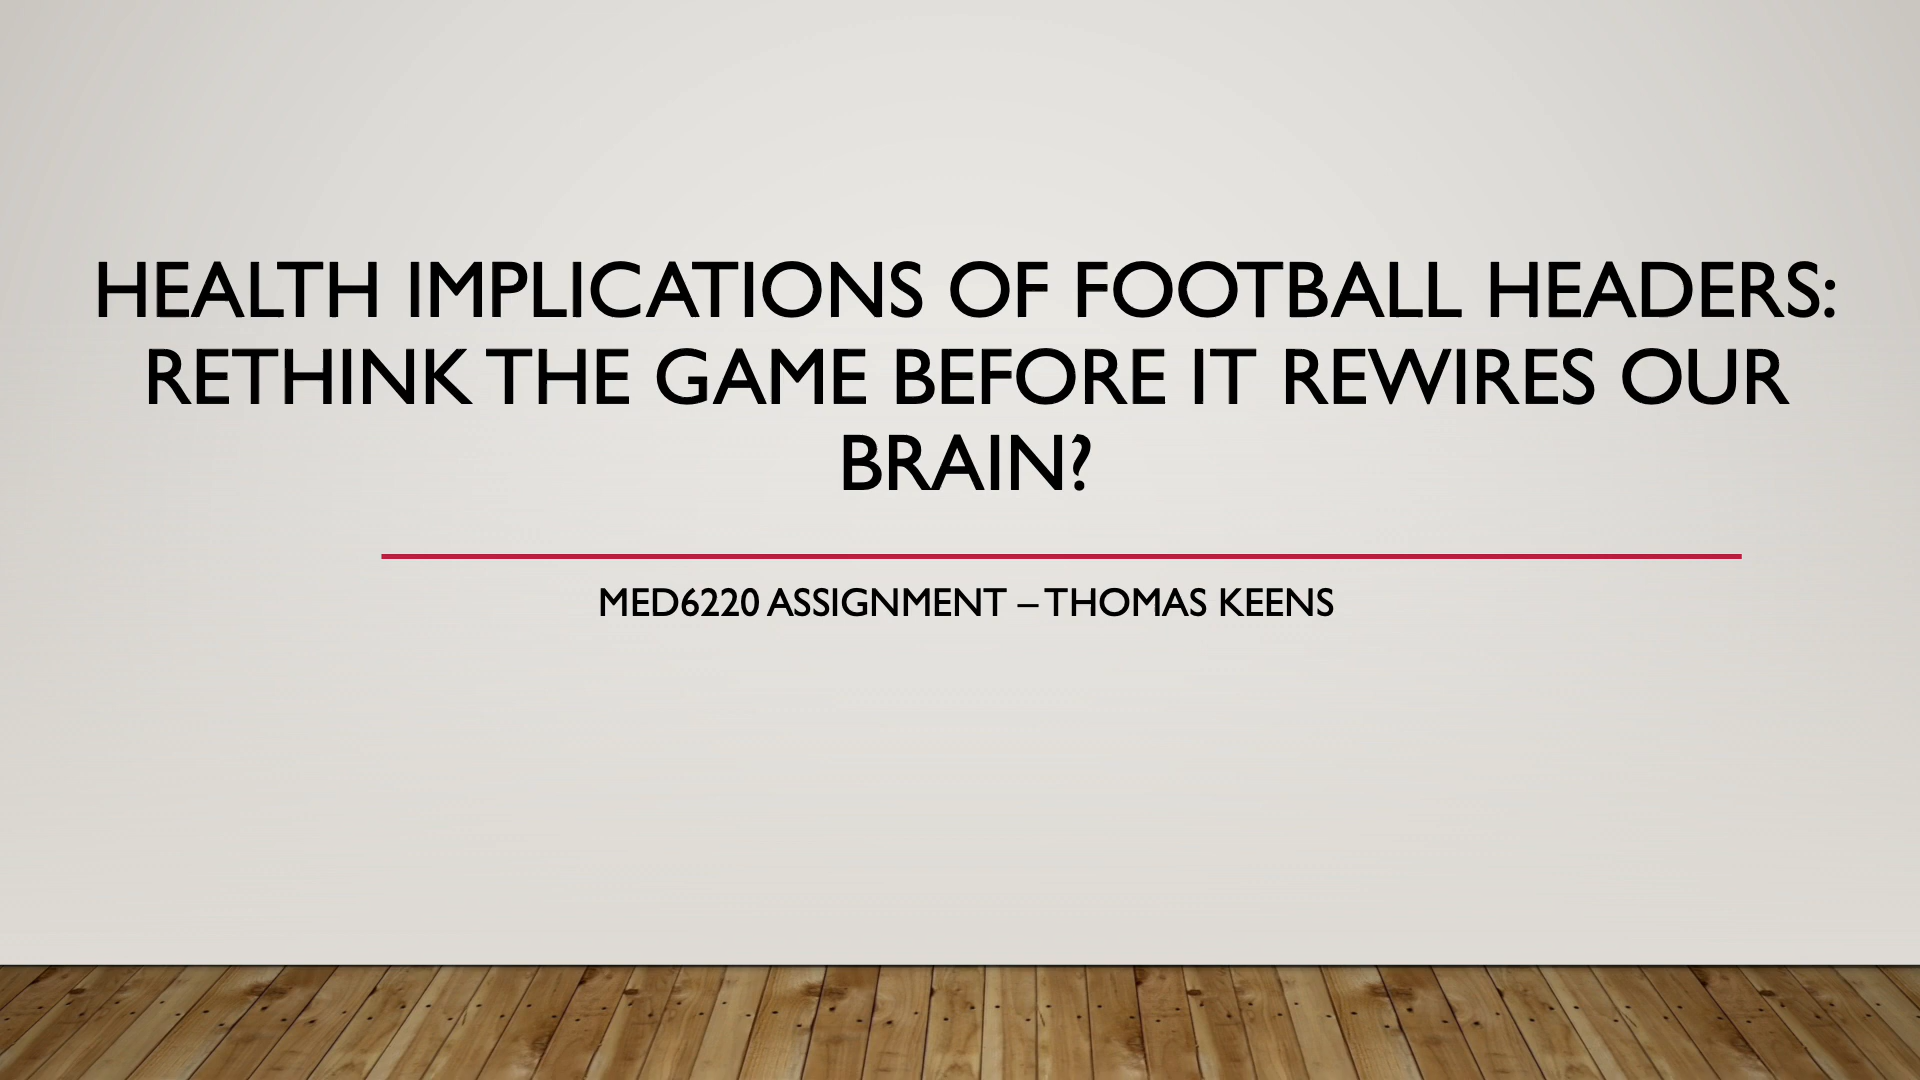 HEALTH IMPLICATIONS OF FOOTBALL HEADERS:
RETHINK THE GAME BEFORE IT REWIRES OUR
BRAIN?
MED6220 ASSIGNMENT – THOMAS KEENS